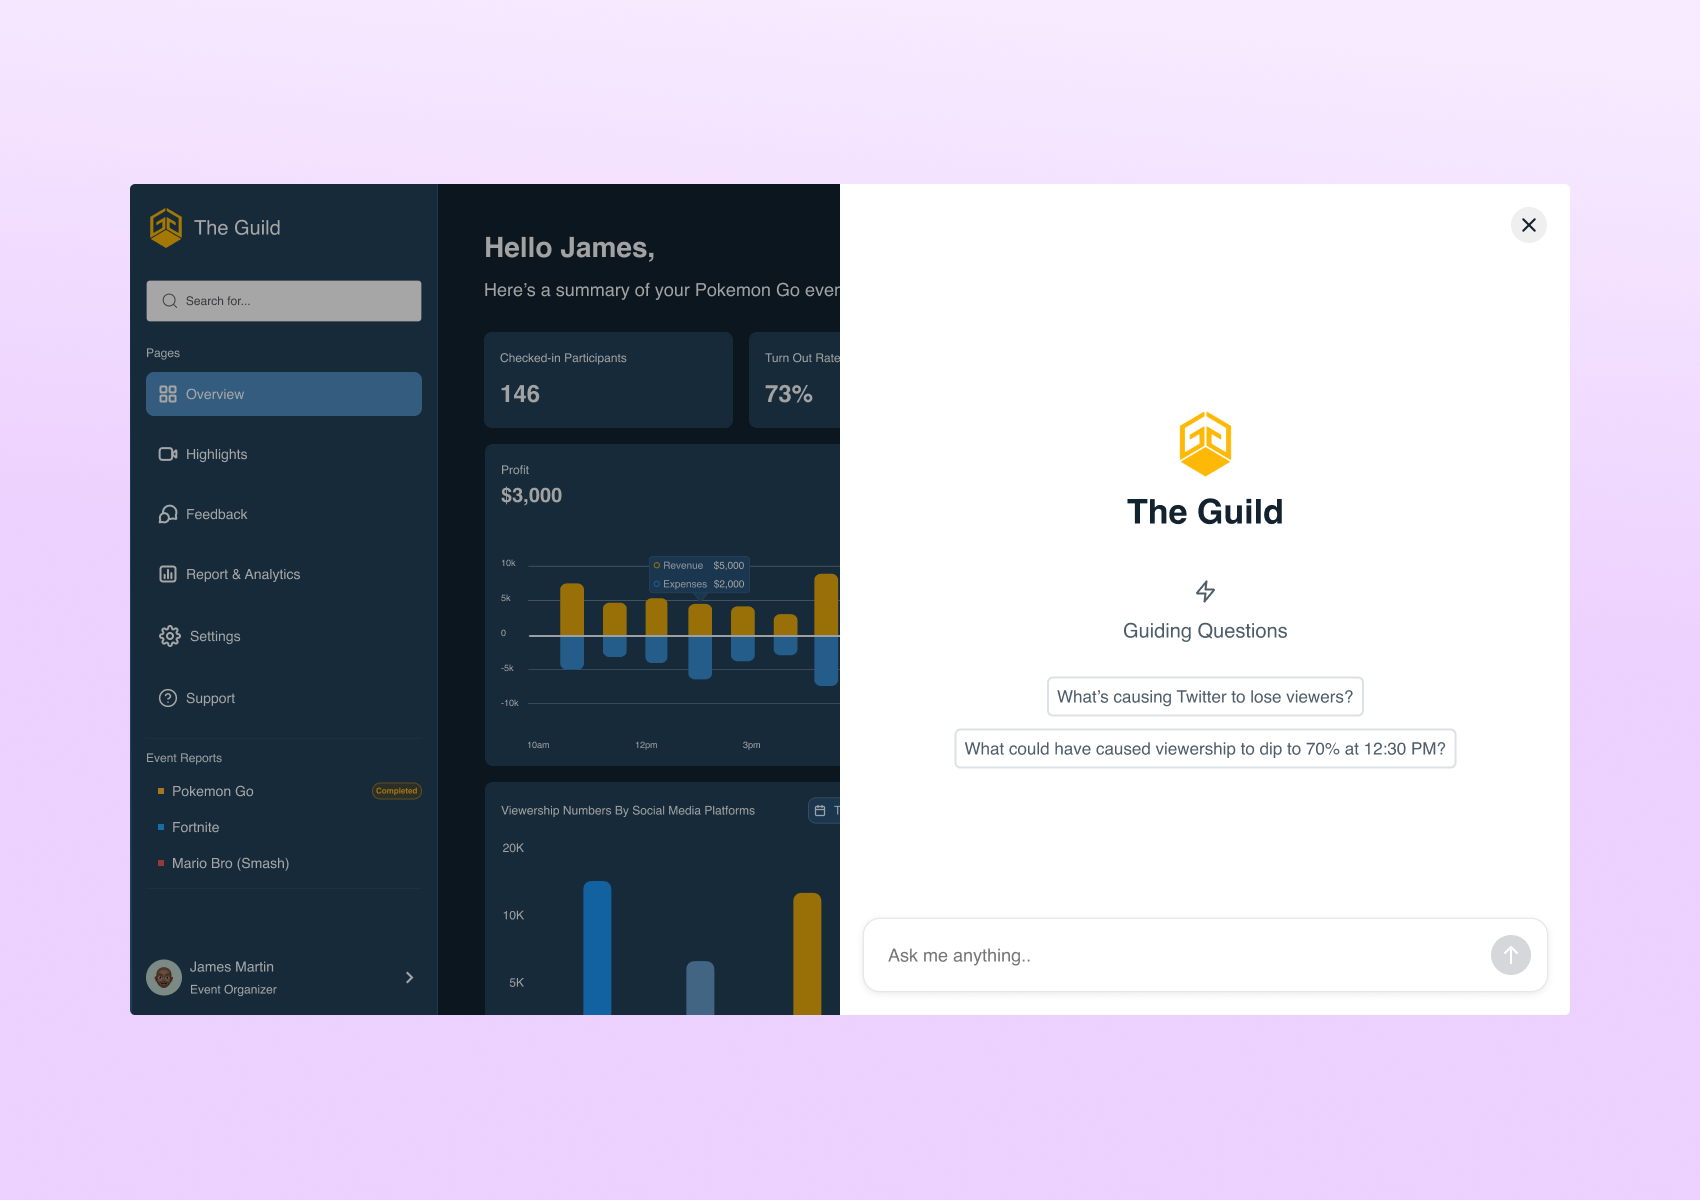 The Guild
Search for...
Pages
Overview
Highlights
Feedback
Report & Analytics
Settings
Support
Event Reports
Pokemon Go
Completed
Fortnite
Mario Bro (Smash)
James Martin
Event Organizer
Hello James,
Here's a summary of your Pokemon Go
Checked-in Participants
146
Turn Out Rate
73%
Profit
$3,000
Revenue $5,000
Expenses $2,000
10k
5k
0
-5k
-10k
10am 12pm 3pm
Viewership Numbers By Social Media Platforms
20K
10K
5K
The Guild
Guiding Questions
What's causing Twitter to lose viewers?
What could have caused viewership to dip to 70% at 12:30 PM?
Ask me anything..